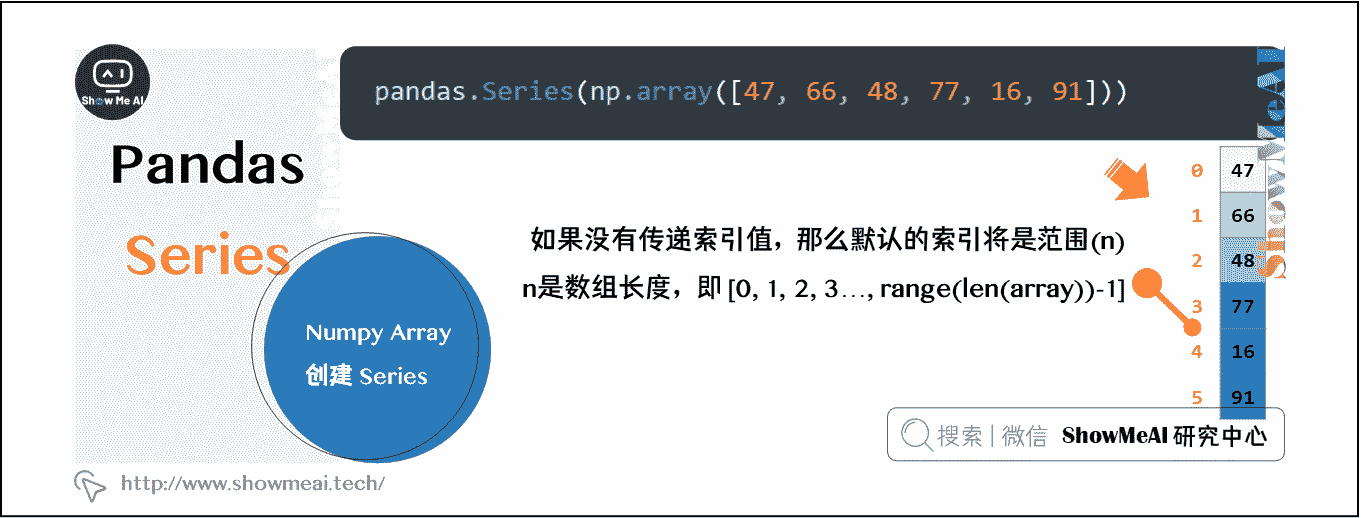 Show Me AI
pandas.Series(np.array([47, 66, 48, 77, 16, 91]))
ShowMeAI
Pandas
Series
Numpy Array
创建 Series
如果没有传递索引值，那么默认的索引将是范围(n)
n是数组长度，即 [0, 1, 2, 3…, range(len(array))-1]
0 47
1 66
2 48
3 77
4 16
5 91
搜索 | 微信 ShowMeAI 研究中心
http://www.showmeai.tech/